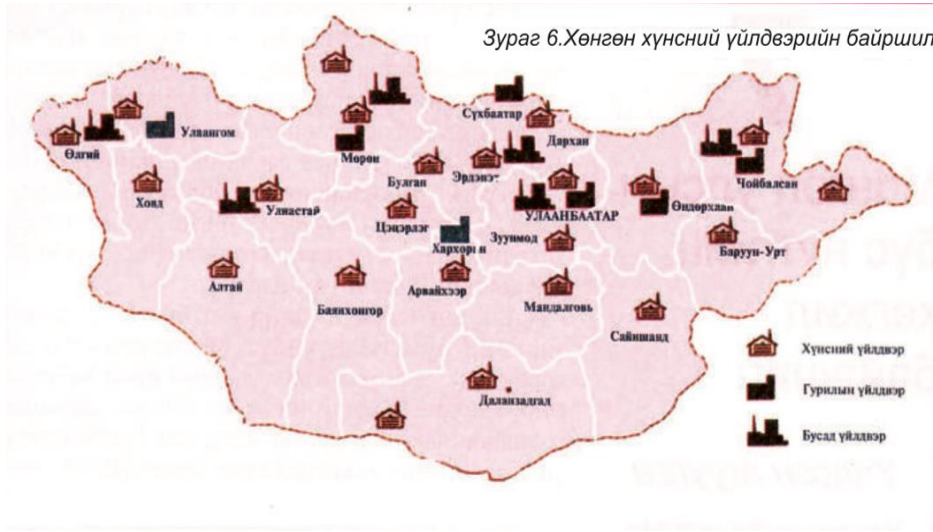 Зураг 6.Хөнгөн хүнсний үйлдвэрийн байршил
Сүхбаатар
Улаангом
Дархан
Өлгий
Мөрөн
Булган
Эрдэнэт
Чойбалсан
Ховд
Улиастай
Цэцэрлэг
УЛААНБААТАР
Өндөрхаан
Хархорин
Зуунмод
Баруун-Урт
Алтай
Баянхонгор
Арвайхээр
Мандалговь
Сайншанд
Хүнсний үйлдвэр
Гурилын үйлдвэр
Даланзадгад
Бусад үйлдвэр